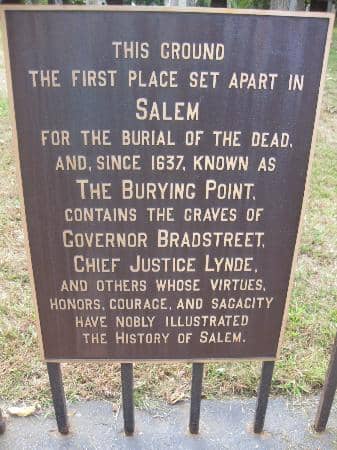 THIS GROUND
THE FIRST PLACE SET APART IN
SALEM
FOR THE BURIAL OF THE DEAD,
AND, SINCE 1637, KNOWN AS
THE BURYING POINT,
CONTAINS THE GRAVES OF
GOVERNOR BRADSTREET,
CHIEF JUSTICE LYNDE,
AND OTHERS WHOSE VIRTUES,
HONORS, COURAGE, AND SAGACITY
HAVE NOBLY ILLUSTRATED
THE HISTORY OF SALEM.